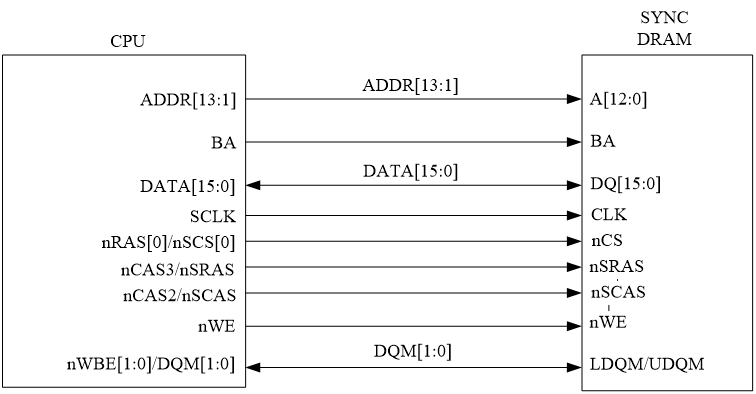 SYNC
CPU DRAM
ADDR[13:1] ADDR[13:1] A[12:0]
BA BA
DATA[15:0] DATA[15:0] DQ[15:0]
SCLK CLK
nRAS[0]/nSCS[0] nCS
nCAS3/nSRAS nSRAS
nCAS2/nSCAS nSCAS
nWE nWE
nWBE[1:0]/DQM[1:0] DQM[1:0] LDQM/UDQM